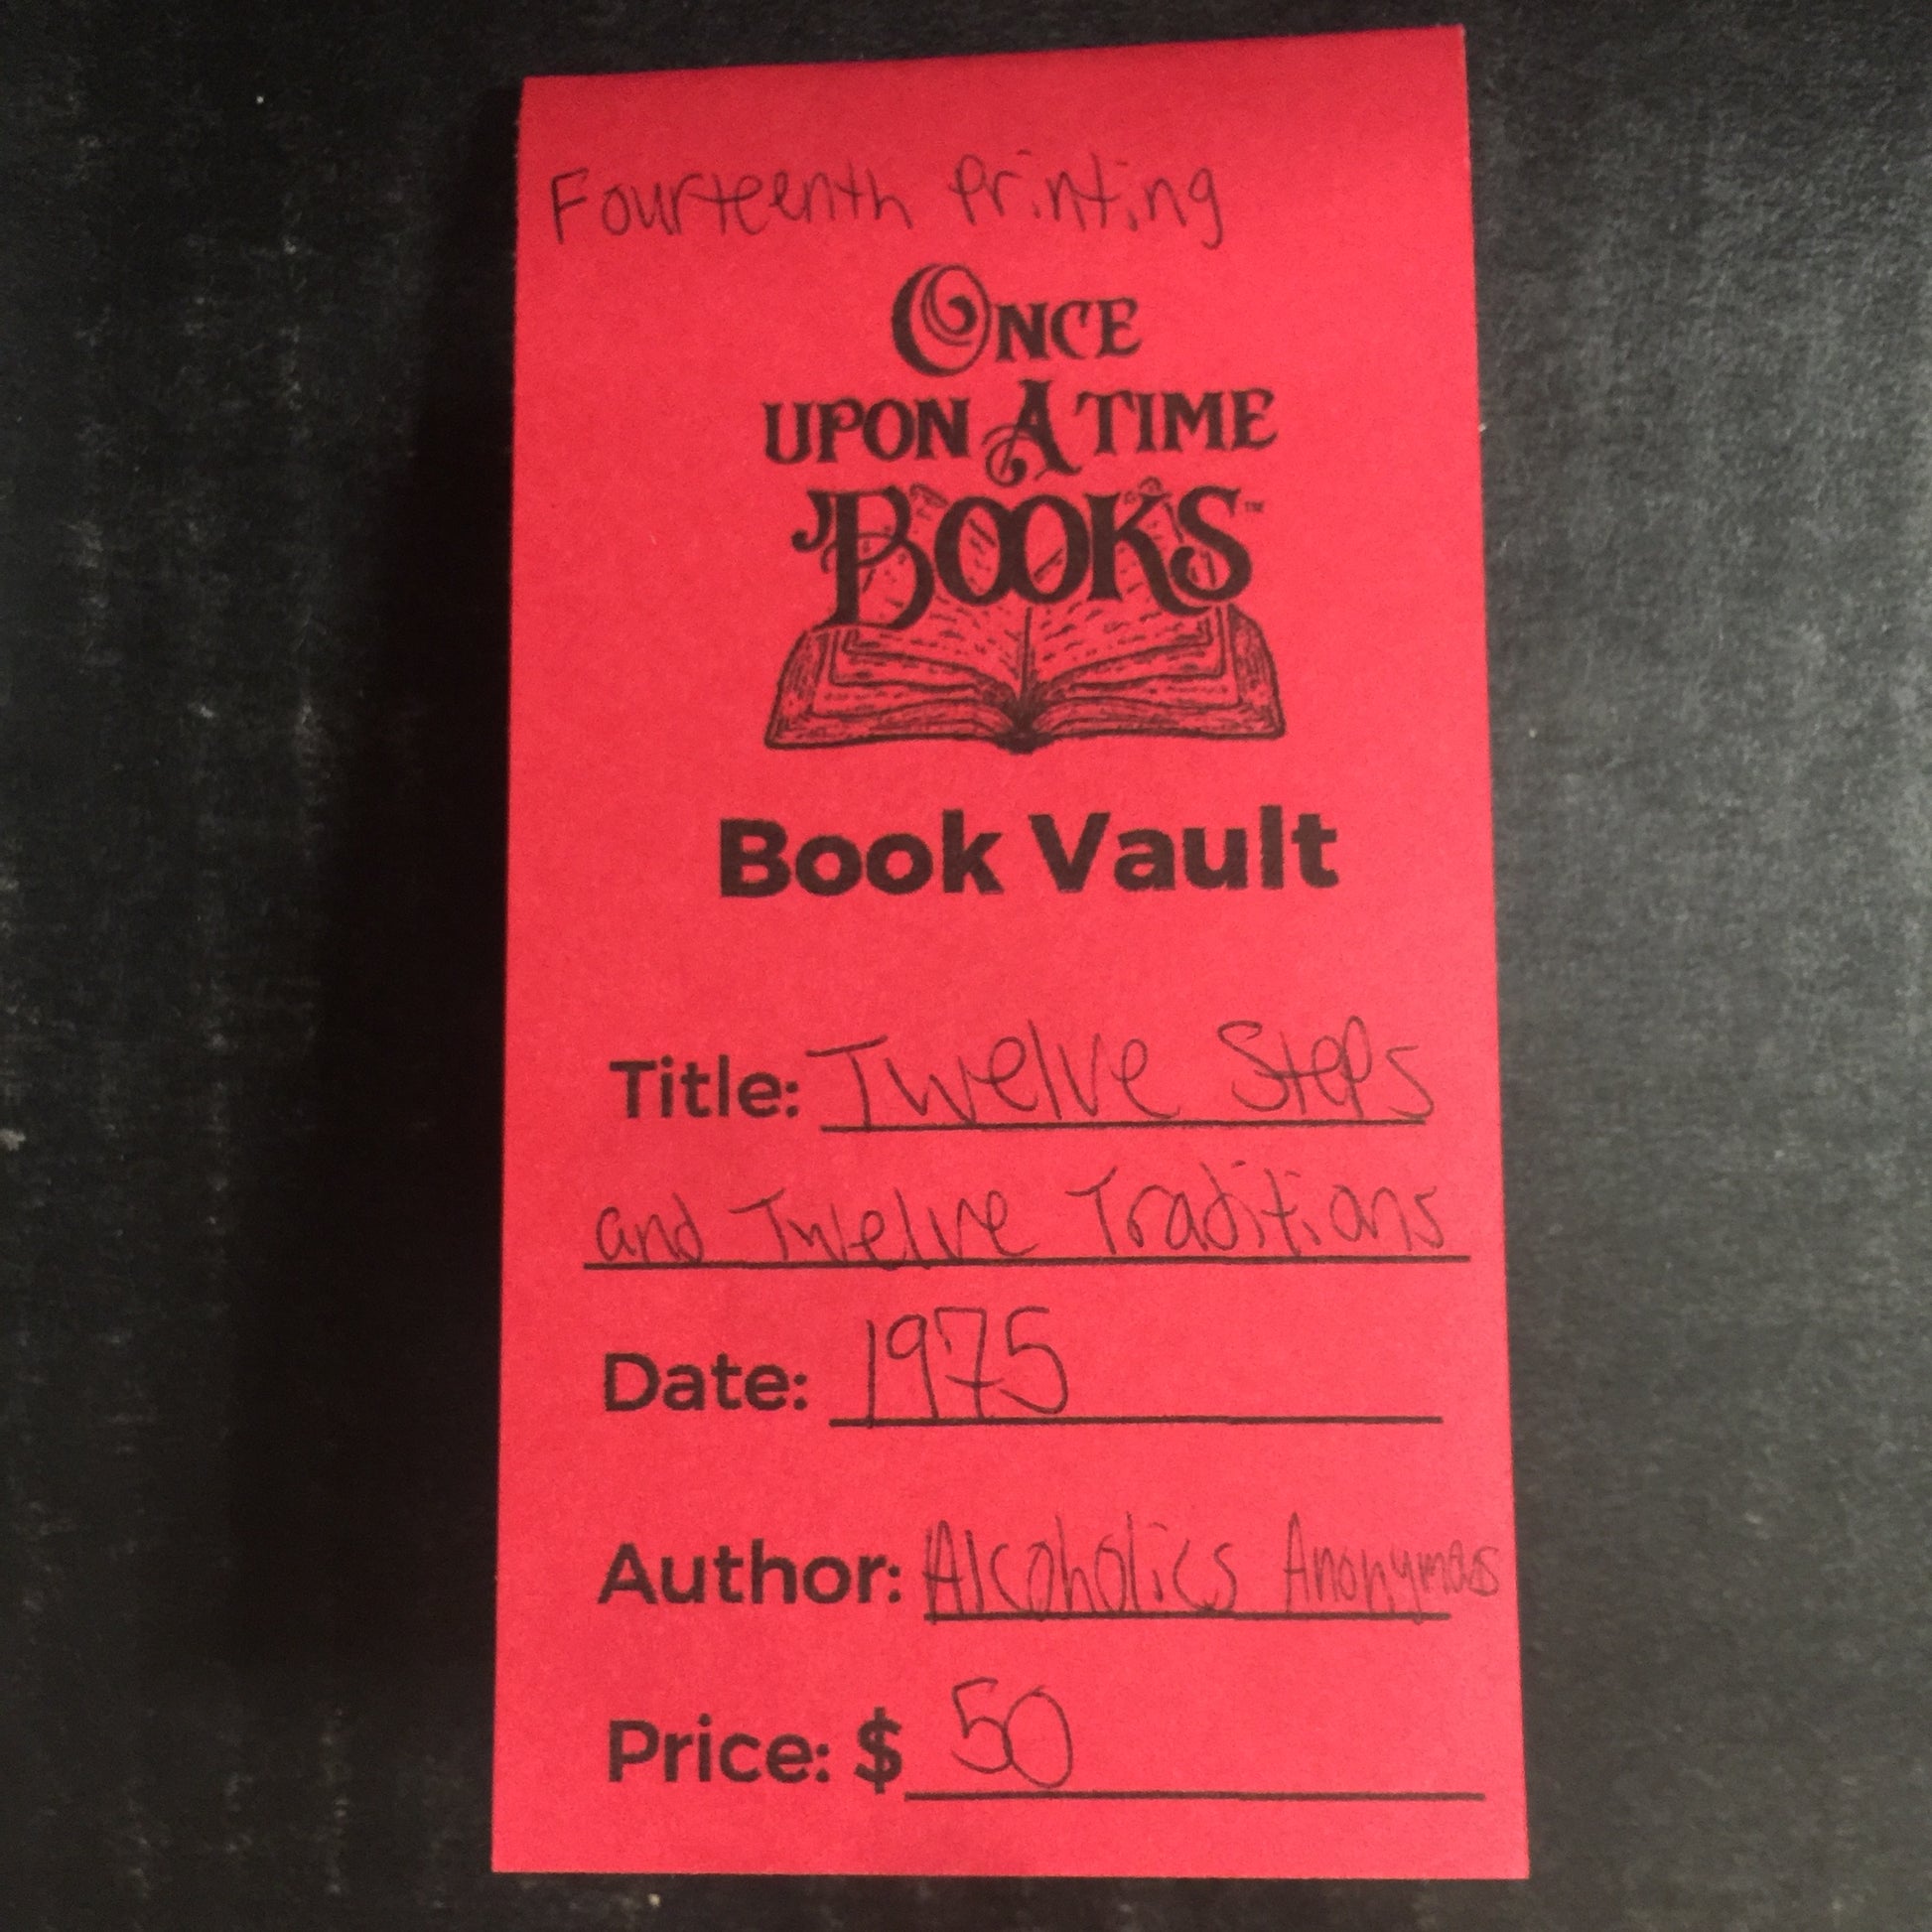 Fourteenth Printing
ONCE
UPON A TIME
BOOKS™
Book Vault
Title: Twelve Steps
and Twelve Traditions
Date: 1975
Author: Alcoholics Anonymous
Price: $ 50